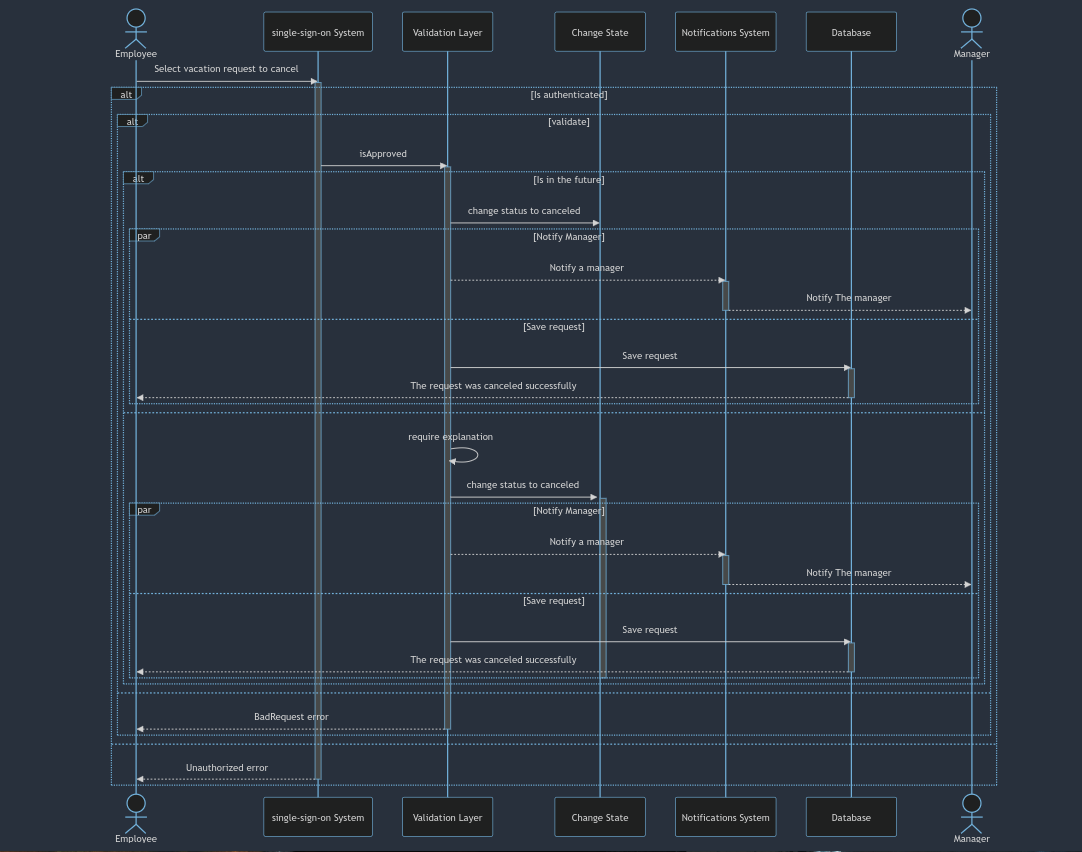 Employee
single-sign-on System
Validation Layer
Change State
Notifications System
Database
Manager
Select vacation request to cancel
alt
[Is authenticated]
alt
[validate]
isApproved
alt
[Is in the future]
change status to canceled
par
[Notify Manager]
Notify a manager
Notify The manager
[Save request]
Save request
The request was canceled successfully
require explanation
change status to canceled
par
[Notify Manager]
Notify a manager
Notify The manager
[Save request]
Save request
The request was canceled successfully
BadRequest error
Unauthorized error
Employee
single-sign-on System
Validation Layer
Change State
Notifications System
Database
Manager